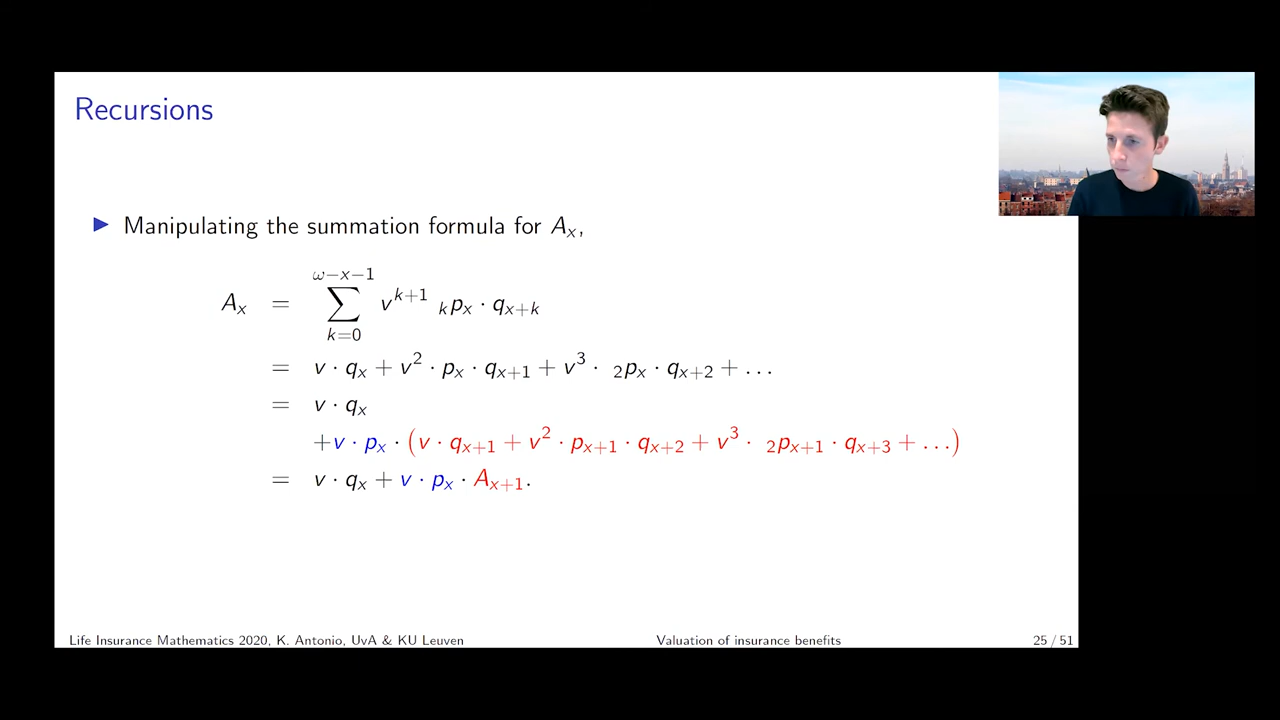 Recursions
▶ Manipulating the summation formula for A_x,
A_x = ∑_{k=0}^{ω−x−1} v^{k+1} _kp_x · q_{x+k}
= v · q_x + v^2 · p_x · q_{x+1} + v^3 · _2p_x · q_{x+2} + ...
= v · q_x
+v · p_x · (v · q_{x+1} + v^2 · p_{x+1} · q_{x+2} + v^3 · _2p_{x+1} · q_{x+3} + ...)
= v · q_x + v · p_x · A_{x+1}.
Life Insurance Mathematics 2020, K. Antonio, UvA & KU Leuven Valuation of insurance benefits 25 / 51